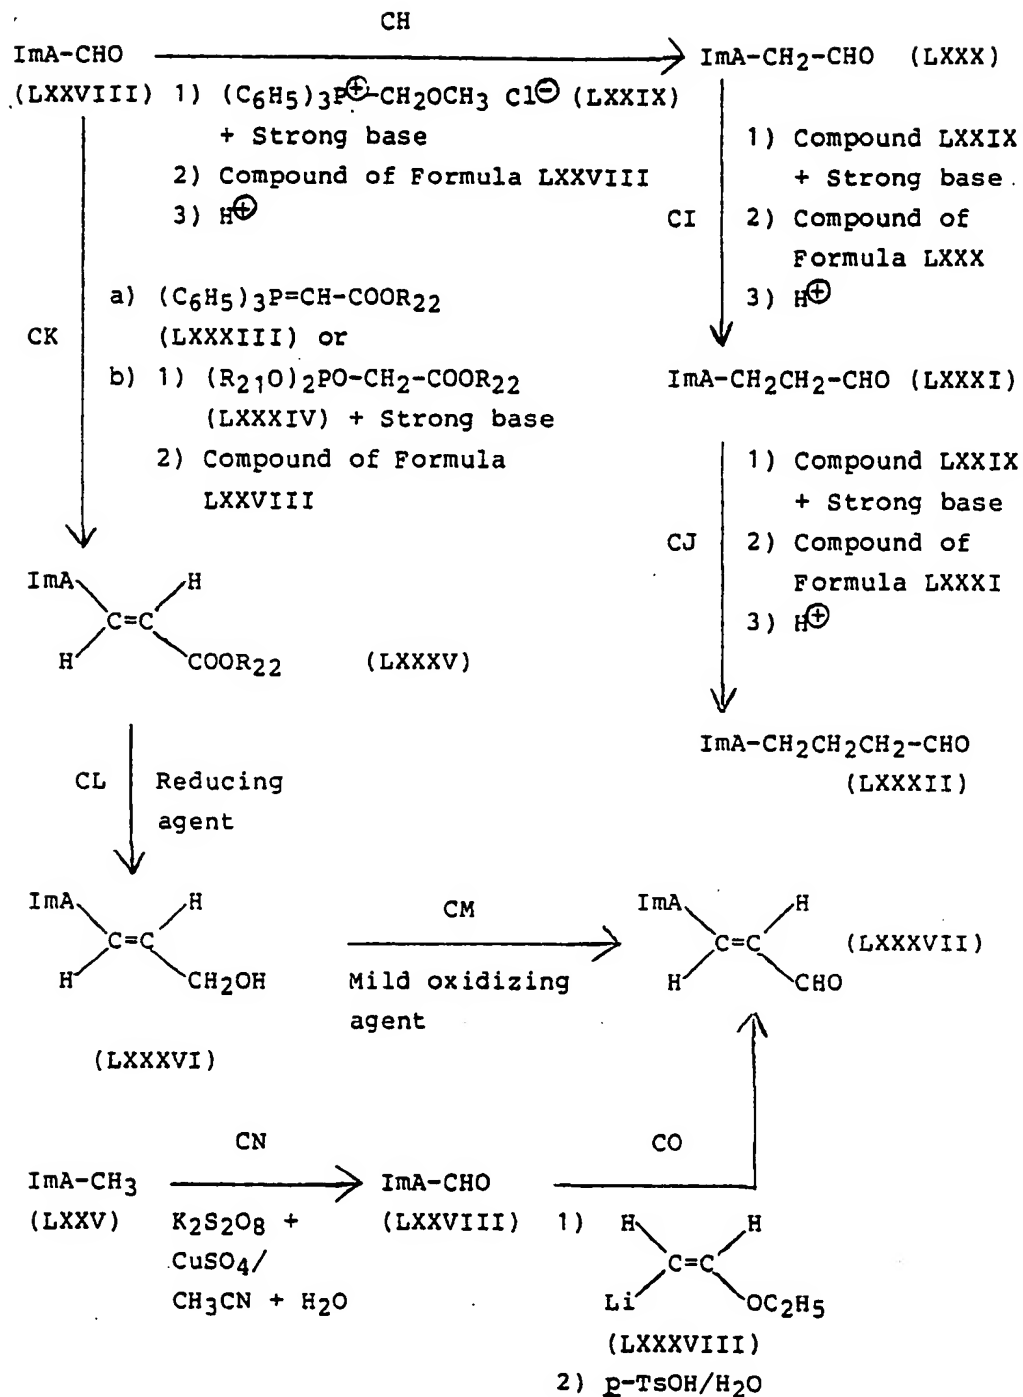 CH
ImA-CHO ImA-CH2-CHO (LXXX)
(LXXVIII) 1) (C6H5)3P⊕-CH2OCH3 Cl⊖ (LXXIX)
+ Strong base
2) Compound of Formula LXXVIII
3) H⊕
1) Compound LXXIX
+ Strong base
CI 2) Compound of
Formula LXXX
3) H⊕
a) (C6H5)3P=CH-COOR22
CK (LXXXIII) or
b) 1) (R21O)2PO-CH2-COOR22
(LXXXIV) + Strong base
2) Compound of Formula
LXXVIII
ImA-CH2CH2-CHO (LXXXI)
1) Compound LXXIX
+ Strong base
CJ 2) Compound of
Formula LXXXI
3) H⊕
ImA H
C=C
H COOR22 (LXXXV)
ImA-CH2CH2CH2-CHO
(LXXXII)
CL Reducing
agent
ImA H
C=C
H CH2OH
(LXXXVI)
CM
Mild oxidizing
agent
ImA H
C=C (LXXXVII)
H CHO
CN CO
ImA-CH3 ImA-CHO
(LXXV) K2S2O8 + (LXXVIII) 1) H H
CuSO4/ C=C
CH3CN + H2O Li OC2H5
(LXXXVIII)
2) p-TsOH/H2O